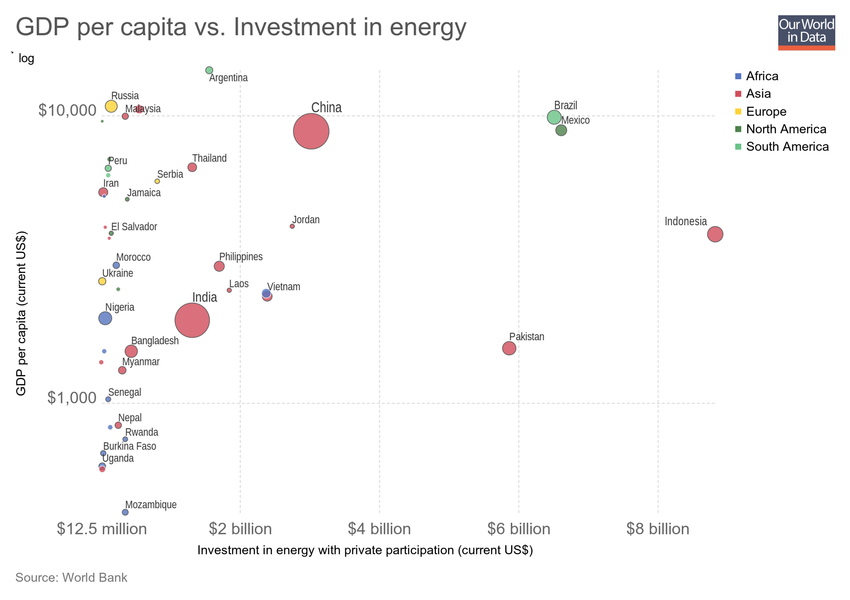 GDP per capita vs. Investment in energy
Our World
in Data
` log
Africa
Asia
Europe
North America
South America
GDP per capita (current US$)
$10,000
$1,000
Argentina
Russia
Malaysia
China
Brazil
Mexico
Peru
Thailand
Serbia
Iran
Jamaica
Jordan
Indonesia
El Salvador
Morocco
Philippines
Ukraine
Laos
Vietnam
India
Nigeria
Pakistan
Bangladesh
Myanmar
Senegal
Nepal
Rwanda
Burkina Faso
Uganda
Mozambique
$12.5 million
$2 billion
$4 billion
$6 billion
$8 billion
Investment in energy with private participation (current US$)
Source: World Bank